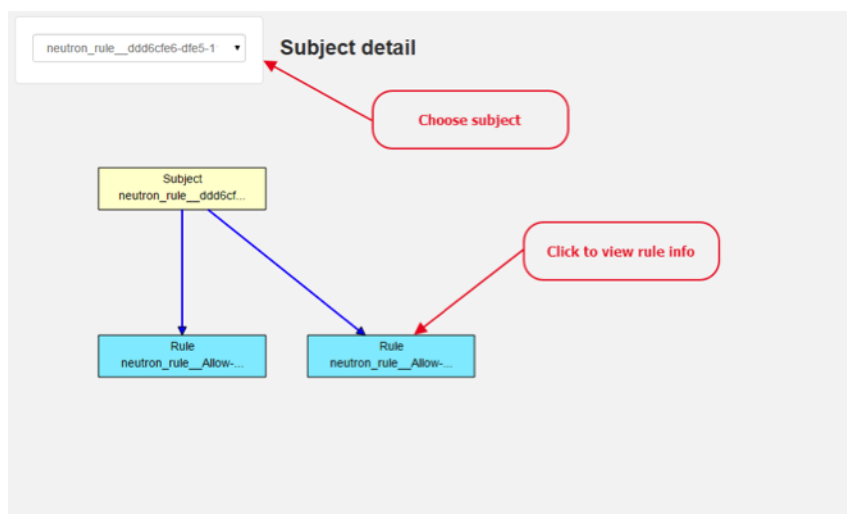 neutron_rule__ddd6cfe6-dfe5-1
Subject detail
Choose subject
Subject
neutron_rule__ddd6cf...
Click to view rule info
Rule
neutron_rule__Allow-...
Rule
neutron_rule__Allow-...